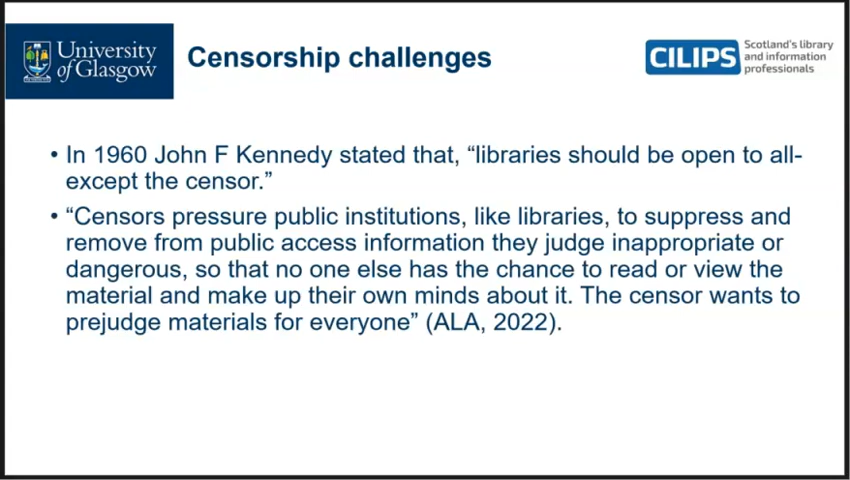 University
of Glasgow
Censorship challenges
CILIPS
Scotland's library
and information
professionals
• In 1960 John F Kennedy stated that, “libraries should be open to all-
except the censor.”
• “Censors pressure public institutions, like libraries, to suppress and
remove from public access information they judge inappropriate or
dangerous, so that no one else has the chance to read or view the
material and make up their own minds about it. The censor wants to
prejudge materials for everyone” (ALA, 2022).